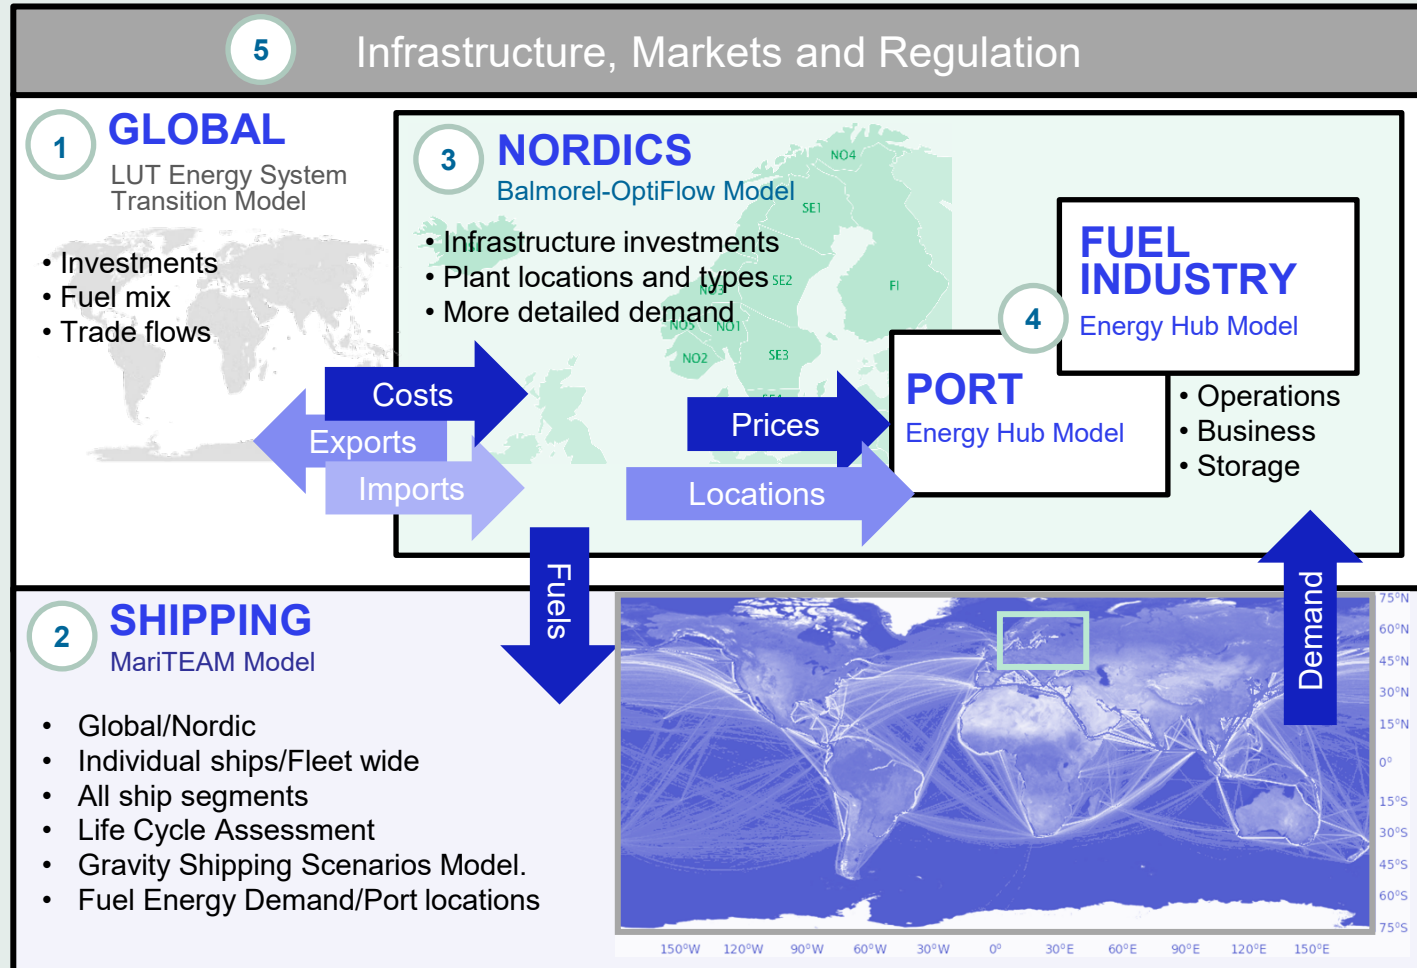 5
Infrastructure, Markets and Regulation
1
GLOBAL
LUT Energy System
Transition Model
• Investments
• Fuel mix
• Trade flows
3
NORDICS
Balmorel-OptiFlow Model
• Infrastructure investments
• Plant locations and types
• More detailed demand
NO4
SE1
SE2
FI
NO3
NO5
NO1
NO2
SE3
4
FUEL
INDUSTRY
Energy Hub Model
PORT
Energy Hub Model
• Operations
• Business
• Storage
Costs
Exports
Imports
Prices
Locations
Fuels
Demand
2
SHIPPING
MariTEAM Model
• Global/Nordic
• Individual ships/Fleet wide
• All ship segments
• Life Cycle Assessment
• Gravity Shipping Scenarios Model.
• Fuel Energy Demand/Port locations
75°N
60°N
45°N
30°N
15°N
0°
15°S
30°S
45°S
60°S
75°S
150°W 120°W 90°W 60°W 30°W 0° 30°E 60°E 90°E 120°E 150°E